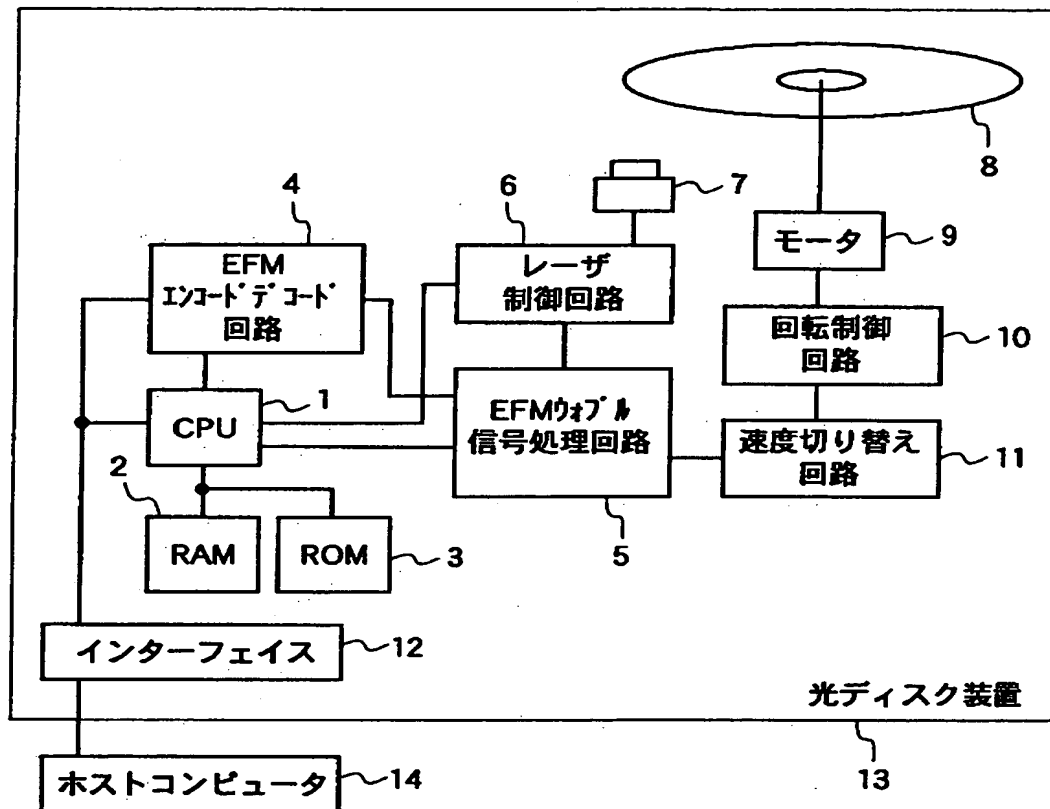 8
4
6
7
EFM
エンコードデコード
回路
レーザ
制御回路
モータ
9
回転制御
回路
10
1
CPU
EFMウォブル
信号処理回路
速度切り替え
回路
11
2
RAM
ROM
3
5
インターフェイス
12
光ディスク装置
13
ホストコンピュータ
14